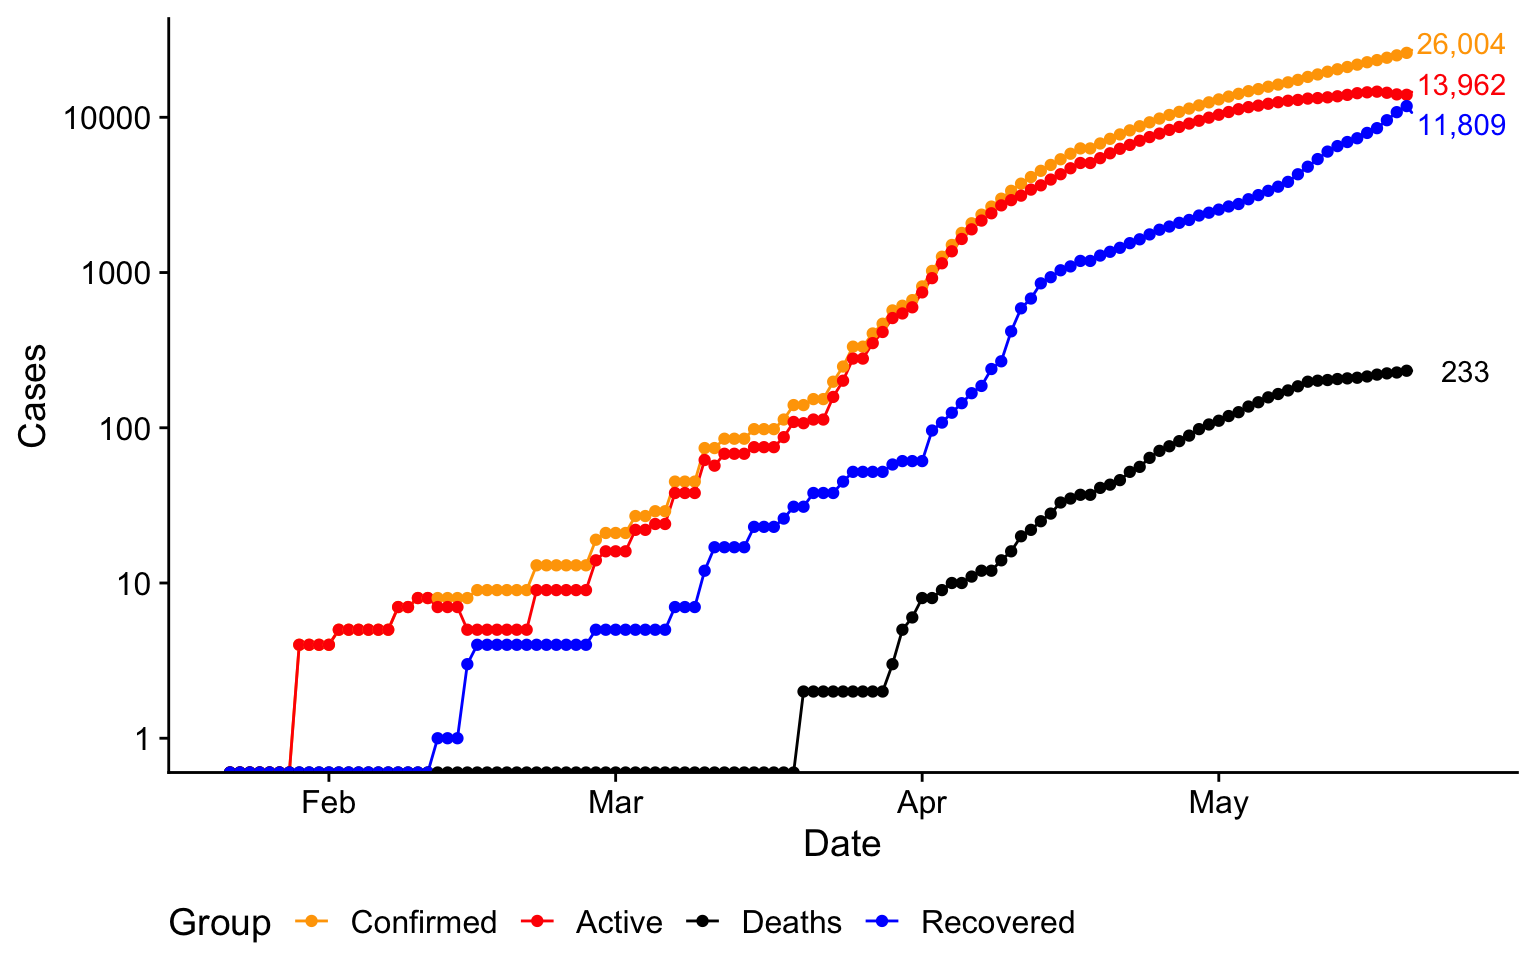 26,004
13,962
11,809
233
10000
1000
100
10
1
Cases
Feb Mar Apr May
Date
Group Confirmed Active Deaths Recovered